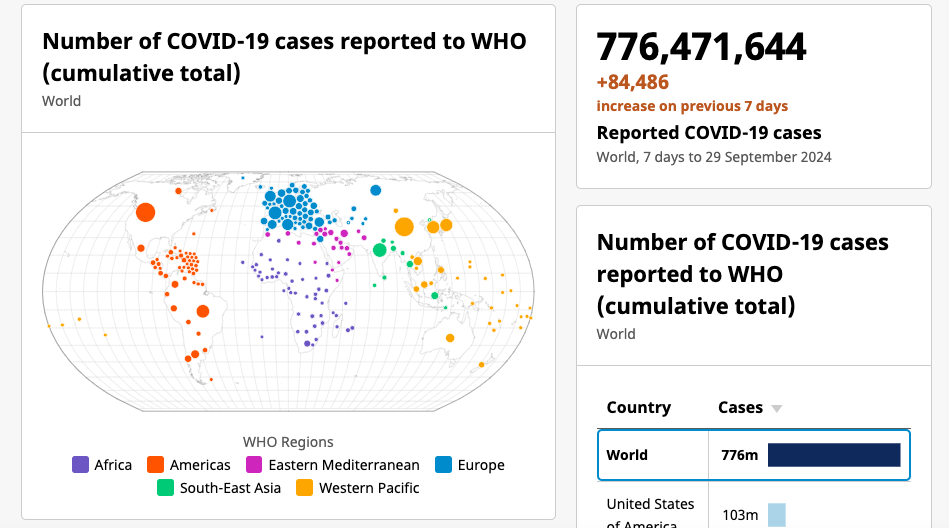 Number of COVID-19 cases reported to WHO
(cumulative total)
World
WHO Regions
Africa
Americas
Eastern Mediterranean
Europe
South-East Asia
Western Pacific
776,471,644
+84,486
increase on previous 7 days
Reported COVID-19 cases
World, 7 days to 29 September 2024
Number of COVID-19 cases
reported to WHO
(cumulative total)
World
Country Cases
World 776m
United States
of America 103m